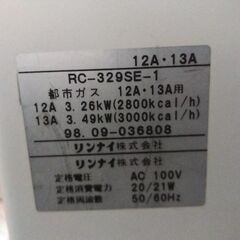 12A・13A
RC-329SE-1
都市ガス 12A・13A用
12A 3.26kW(2800kcal/h)
13A 3.49kW(3000kcal/h)
98.09-036808
リンナイ株式会社
リンナイ株式会社
定格電圧 AC 100V
定格消費電力 20/21W
定格周波数 50/60Hz